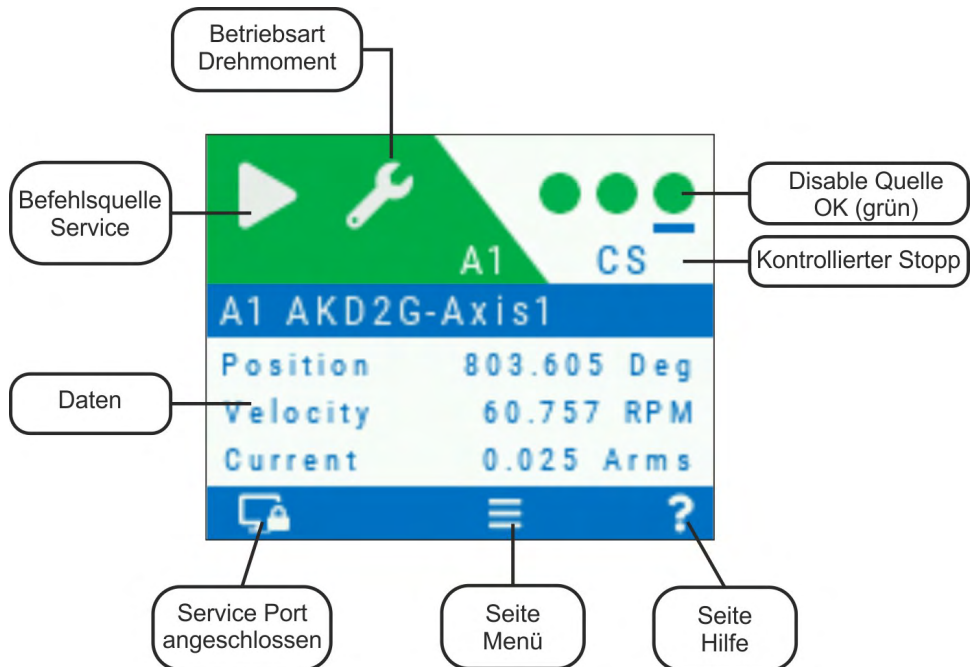 Betriebsart
Drehmoment
Befehlsquelle
Service
Disable Quelle
OK (grün)
A1
CS
Kontrollierter Stopp
A1 AKD2G-Axis1
Position 803.605 Deg
Daten
Velocity 60.757 RPM
Current 0.025 Arms
?
Service Port
angeschlossen
Seite
Menü
Seite
Hilfe